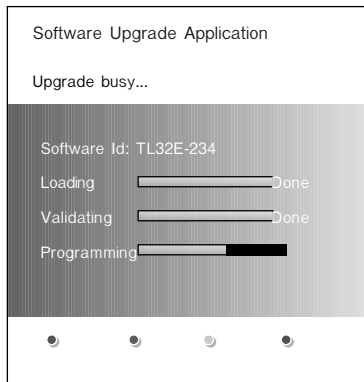 Software Upgrade Application
Upgrade busy...
Software Id: TL32E-234
Loading Done
Validating Done
Programming